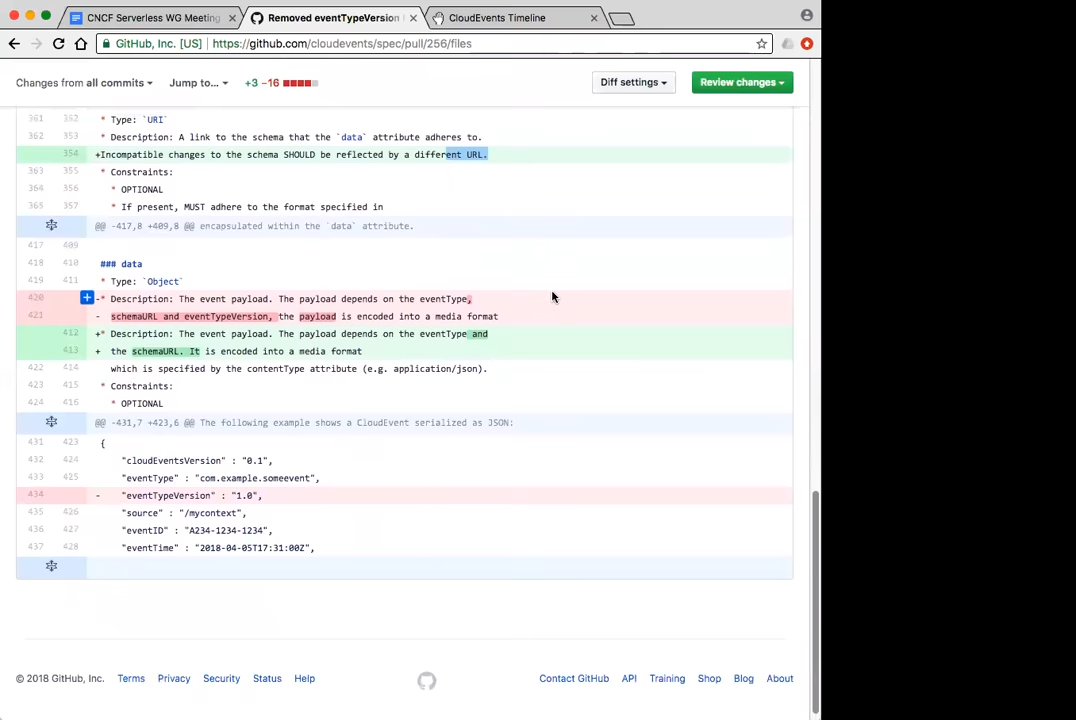 CNCF Serverless WG Meeting
Removed eventTypeVersion
CloudEvents Timeline
GitHub, Inc. [US] https://github.com/cloudevents/spec/pull/256/files
Changes from all commits Jump to... +3 −16 Diff settings Review changes
361 352 * Type: `URI`
362 353 * Description: A link to the schema that the `data` attribute adheres to.
354 +Incompatible changes to the schema SHOULD be reflected by a different URL.
363 355 * Constraints:
364 356 * OPTIONAL
365 357 * If present, MUST adhere to the format specified in
@@ -417,8 +409,8 @@ encapsulated within the `data` attribute.
417 409
418 410 ### data
419 411 * Type: `Object`
420 -* Description: The event payload. The payload depends on the eventType,
421 - schemaURL and eventTypeVersion, the payload is encoded into a media format
412 +* Description: The event payload. The payload depends on the eventType and
413 + the schemaURL. It is encoded into a media format
422 414 which is specified by the contentType attribute (e.g. application/json).
423 415 * Constraints:
424 416 * OPTIONAL
@@ -431,7 +423,6 @@ The following example shows a CloudEvent serialized as JSON:
431 423 {
432 424 "cloudEventsVersion" : "0.1",
433 425 "eventType" : "com.example.someevent",
434 - "eventTypeVersion" : "1.0",
435 426 "source" : "/mycontext",
436 427 "eventID" : "A234-1234-1234",
437 428 "eventTime" : "2018-04-05T17:31:00Z",
© 2018 GitHub, Inc. Terms Privacy Security Status Help Contact GitHub API Training Shop Blog About